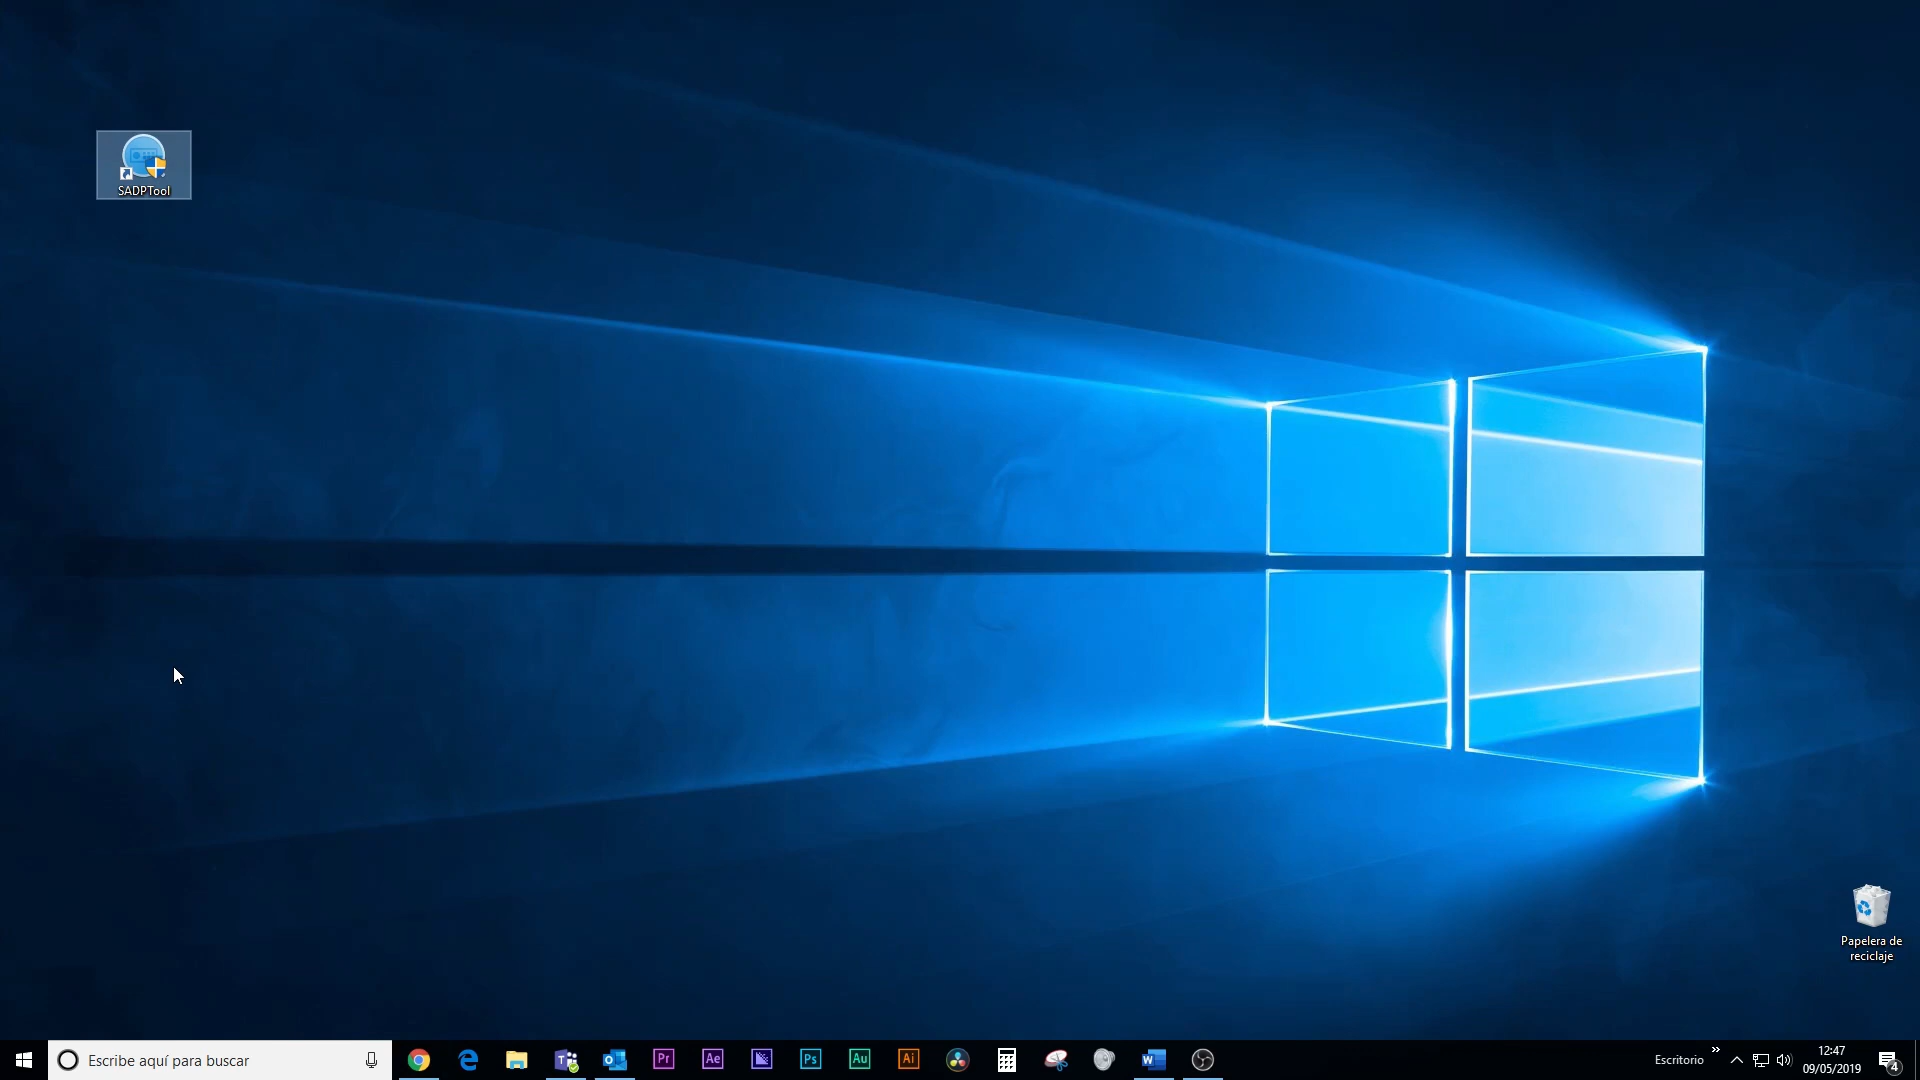 SADPTool
Papelera de
reciclaje
Escribe aquí para buscar
Pr
Ae
Ps
Au
Ai
Escritorio
12:47
09/05/2019
4